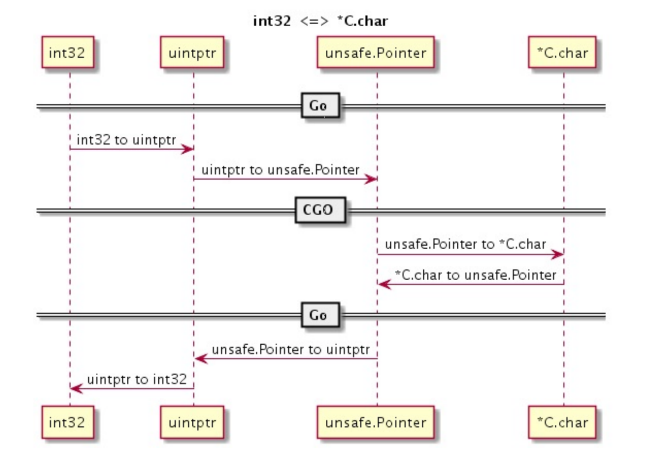 int32 <=> *C.char
int32 uintptr unsafe.Pointer *C.char
Go
int32 to uintptr
uintptr to unsafe.Pointer
CGO
unsafe.Pointer to *C.char
*C.char to unsafe.Pointer
Go
unsafe.Pointer to uintptr
uintptr to int32
int32 uintptr unsafe.Pointer *C.char